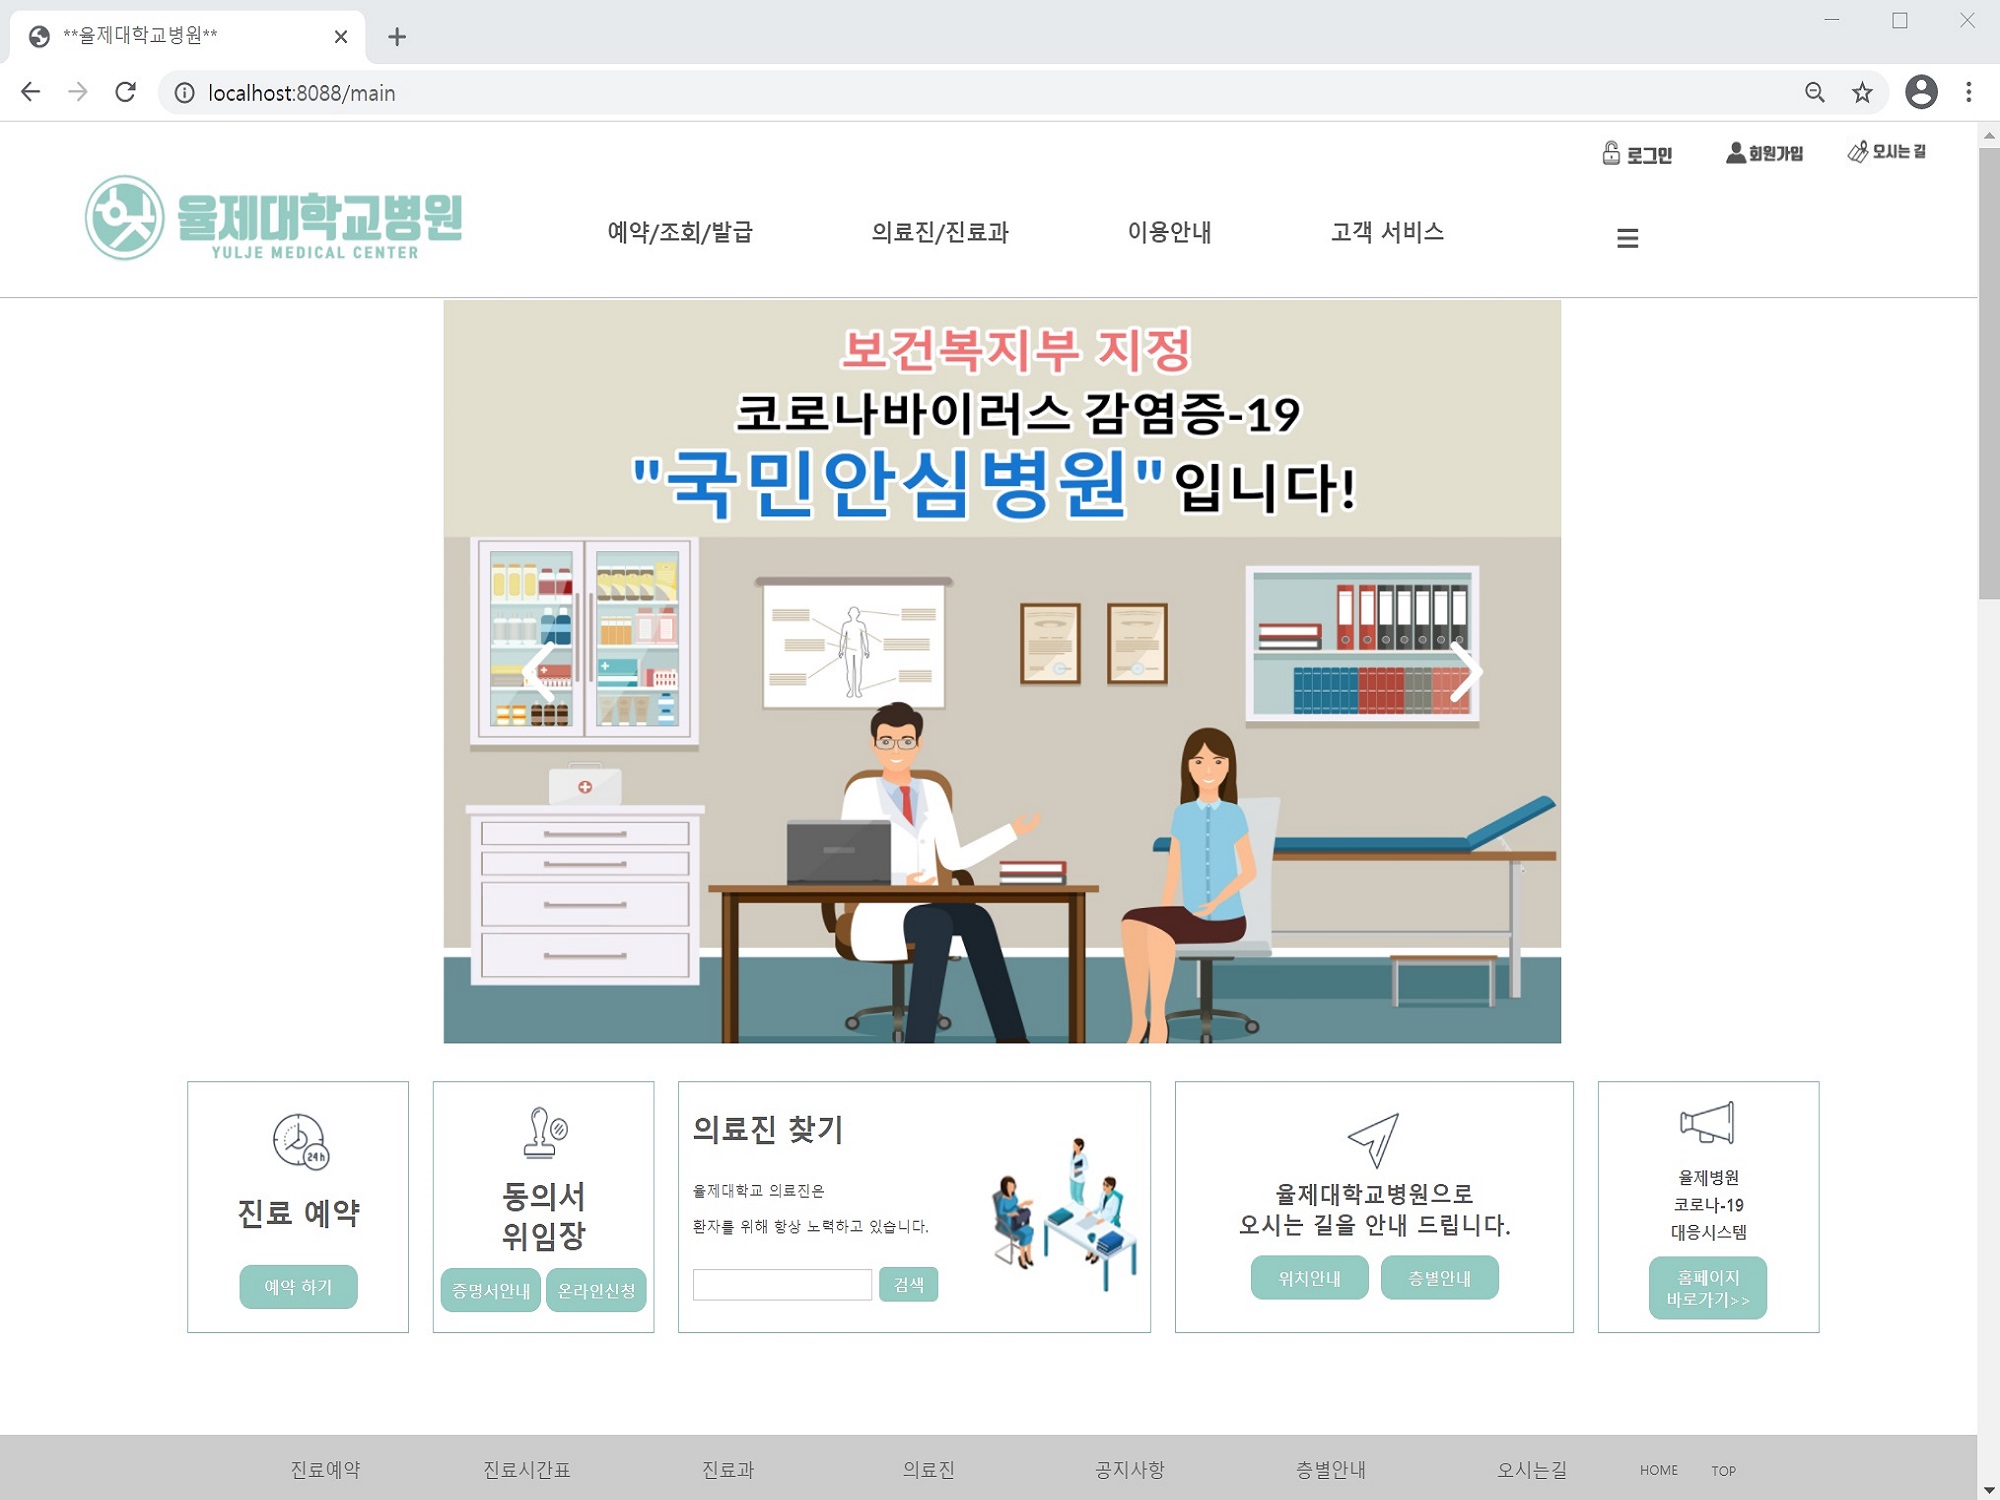 **율제대학교병원**
localhost:8088/main
로그인 회원가입 오시는 길
율제대학교병원
YULJE MEDICAL CENTER
예약/조회/발급 의료진/진료과 이용안내 고객 서비스
보건복지부 지정
코로나바이러스 감염증-19
"국민안심병원"입니다!
24h
진료 예약
예약 하기
동의서
위임장
증명서안내 온라인신청
의료진 찾기
율제대학교 의료진은
환자를 위해 항상 노력하고 있습니다.
검색
율제대학교병원으로
오시는 길을 안내 드립니다.
위치안내 층별안내
율제병원
코로나-19
대응시스템
홈페이지
바로가기>>
진료예약 진료시간표 진료과 의료진 공지사항 층별안내 오시는길 HOME TOP